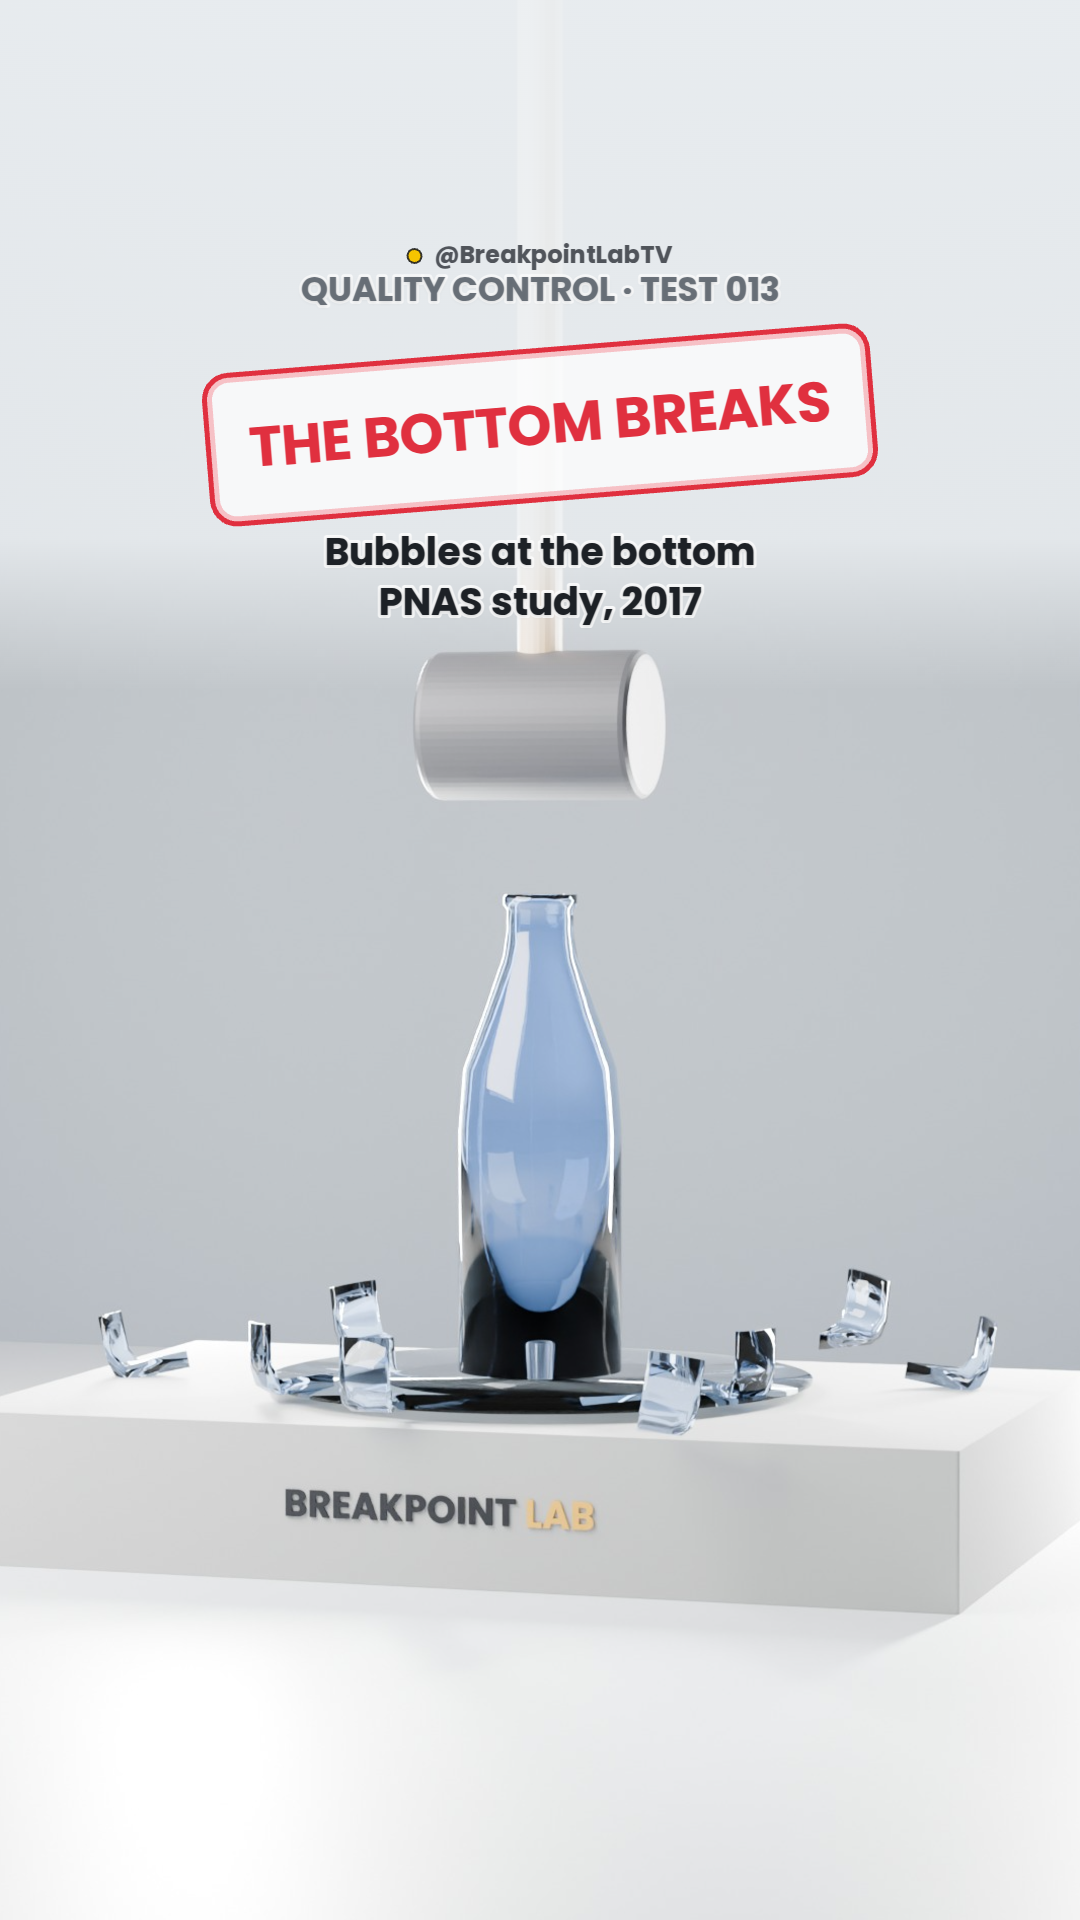 @BreakpointLabTV
QUALITY CONTROL · TEST 013
THE BOTTOM BREAKS
Bubbles at the bottom
PNAS study, 2017
BREAKPOINT LAB